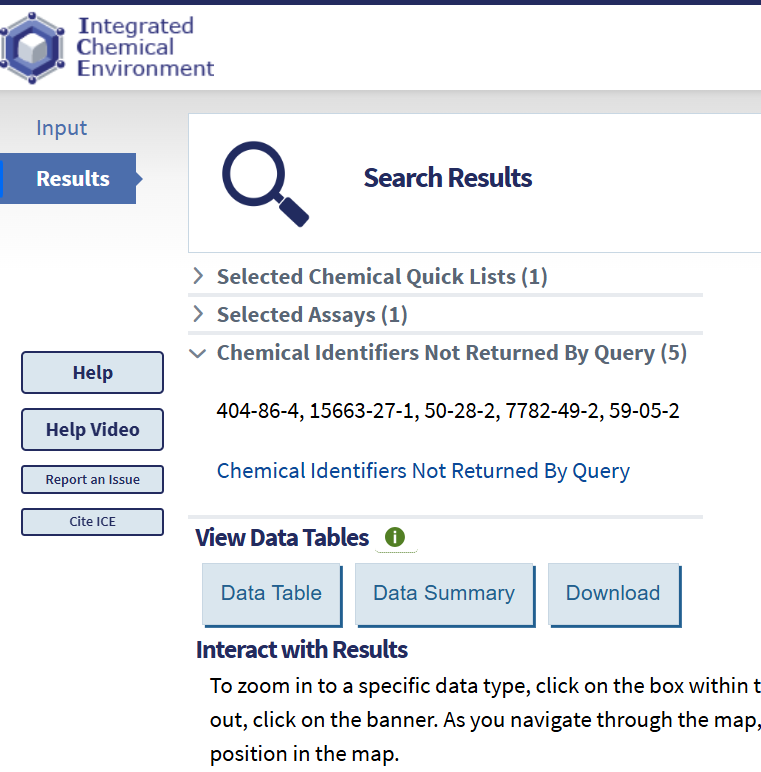 Integrated
Chemical
Environment
Input
Results
Help
Help Video
Report an Issue
Cite ICE
Search Results
Selected Chemical Quick Lists (1)
Selected Assays (1)
Chemical Identifiers Not Returned By Query (5)
404-86-4, 15663-27-1, 50-28-2, 7782-49-2, 59-05-2
Chemical Identifiers Not Returned By Query
View Data Tables i
Data Table Data Summary Download
Interact with Results
To zoom in to a specific data type, click on the box within t
out, click on the banner. As you navigate through the map,
position in the map.